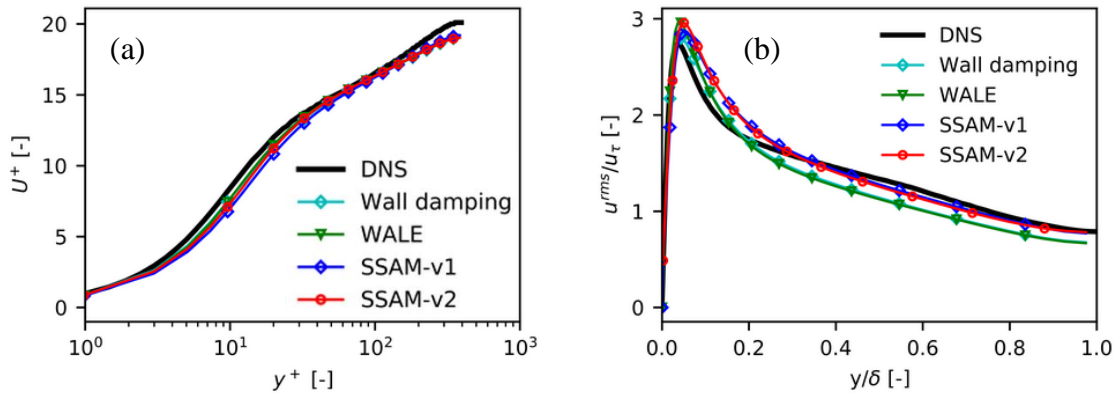 (a)
20
15
10
5
0
U⁺ [-]
10⁰
10¹
10²
10³
y⁺ [-]
DNS
Wall damping
WALE
SSAM-v1
SSAM-v2
(b)
3
2
1
0
uʳᵐˢ/u_τ [-]
0.0
0.2
0.4
0.6
0.8
1.0
y/δ [-]
DNS
Wall damping
WALE
SSAM-v1
SSAM-v2